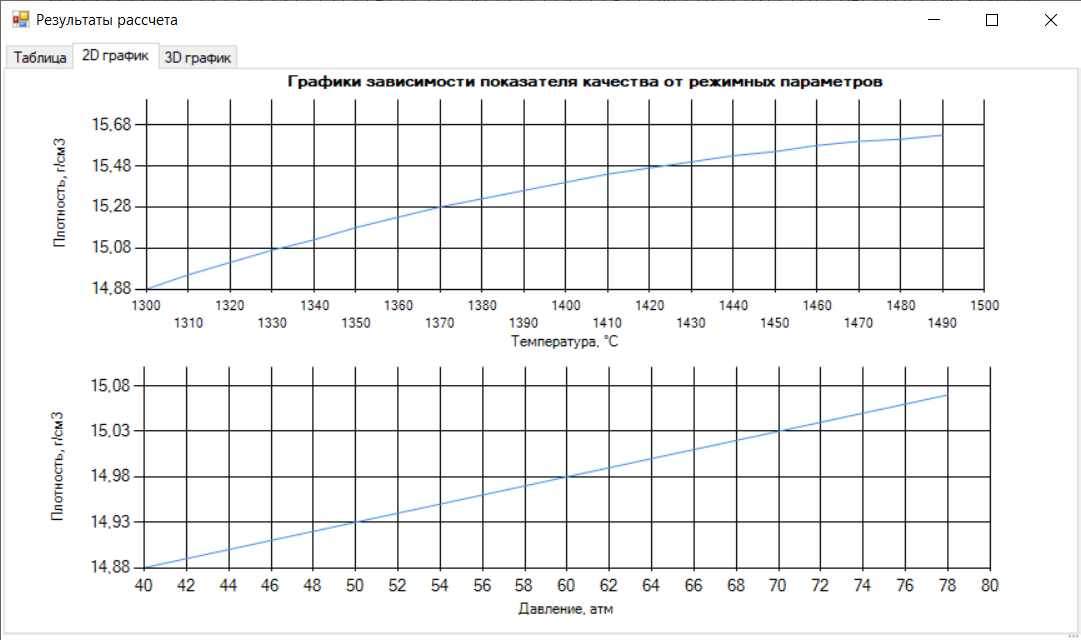 Результаты рассчета
Таблица 2D график 3D график
Графики зависимости показателя качества от режимных параметров
Плотность, г/см3
15,68
15,48
15,28
15,08
14,88
1300 1320 1340 1360 1380 1400 1420 1440 1460 1480 1500
1310 1330 1350 1370 1390 1410 1430 1450 1470 1490
Температура, °C
Плотность, г/см3
15,08
15,03
14,98
14,93
14,88
40 42 44 46 48 50 52 54 56 58 60 62 64 66 68 70 72 74 76 78 80
Давление, атм